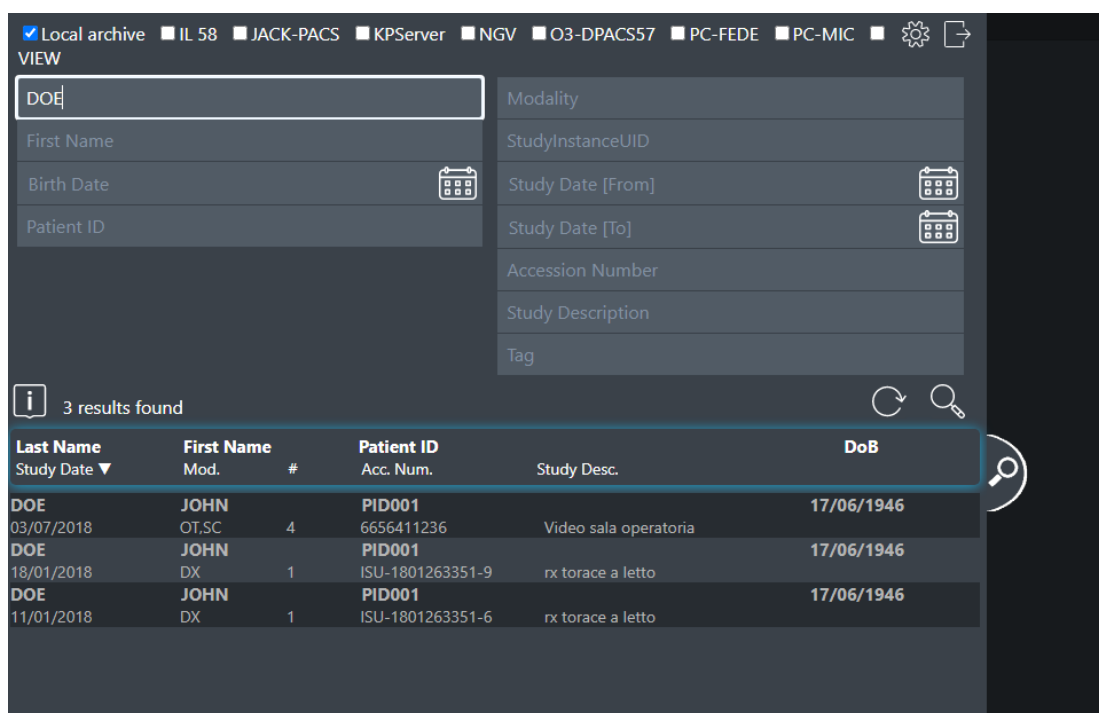 Local archive IL 58 JACK-PACS KPServer NGV O3-DPACS57 PC-FEDE PC-MIC
VIEW
DOE
First Name
Birth Date
Patient ID
Modality
StudyInstanceUID
Study Date [From]
Study Date [To]
Accession Number
Study Description
Tag
i 3 results found
Last Name First Name Patient ID DoB
Study Date ▼ Mod. # Acc. Num. Study Desc.
DOE JOHN PID001 17/06/1946
03/07/2018 OT,SC 4 6656411236 Video sala operatoria
DOE JOHN PID001 17/06/1946
18/01/2018 DX 1 ISU-1801263351-9 rx torace a letto
DOE JOHN PID001 17/06/1946
11/01/2018 DX 1 ISU-1801263351-6 rx torace a letto